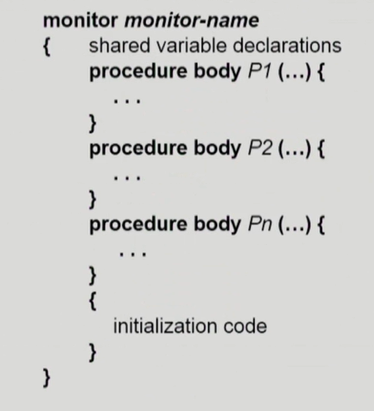 monitor monitor-name
{ shared variable declarations
procedure body P1 (...) {
...
}
procedure body P2 (...) {
...
}
procedure body Pn (...) {
...
}
{
initialization code
}
}